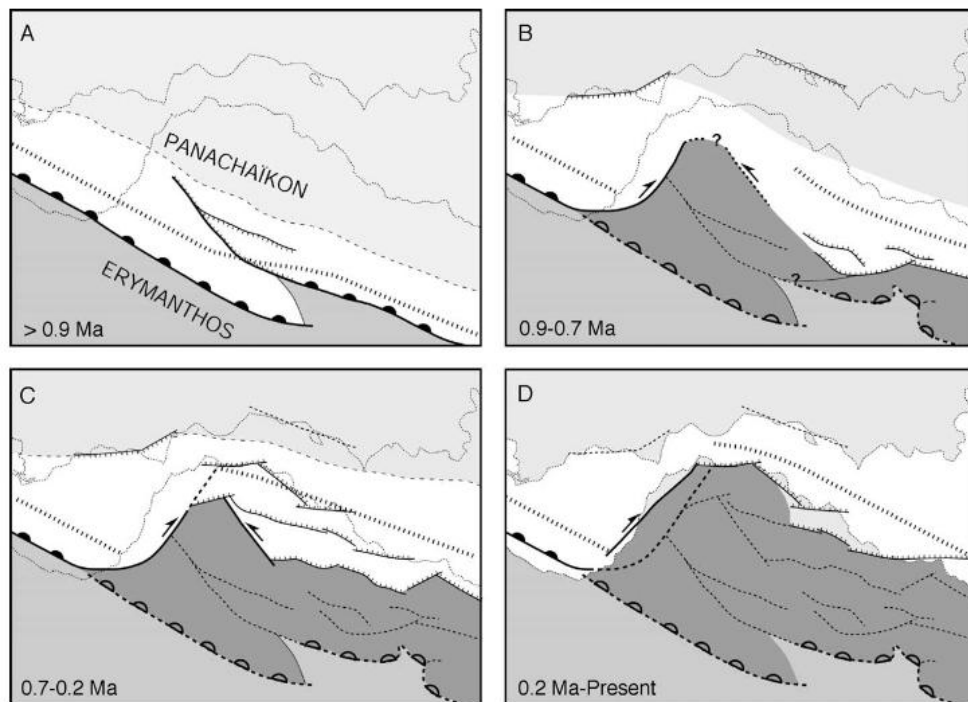 A
PANACHAÏKON
ERYMANTHOS
> 0.9 Ma
B
?
?
0.9-0.7 Ma
C
0.7-0.2 Ma
D
0.2 Ma-Present